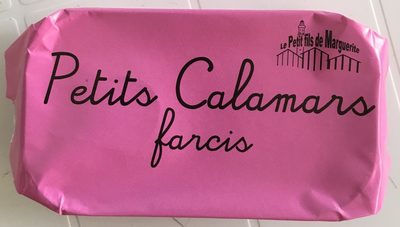 Le Petit fils de Marguerite
Petits Calamars
farcis